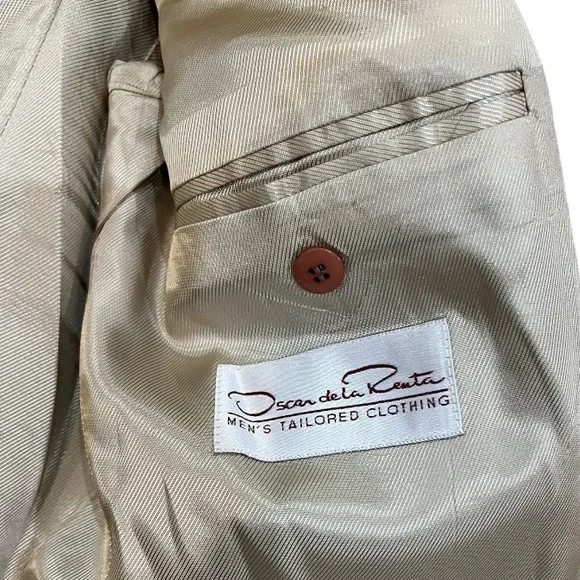 Oscar de la Renta
MEN'S TAILORED CLOTHING